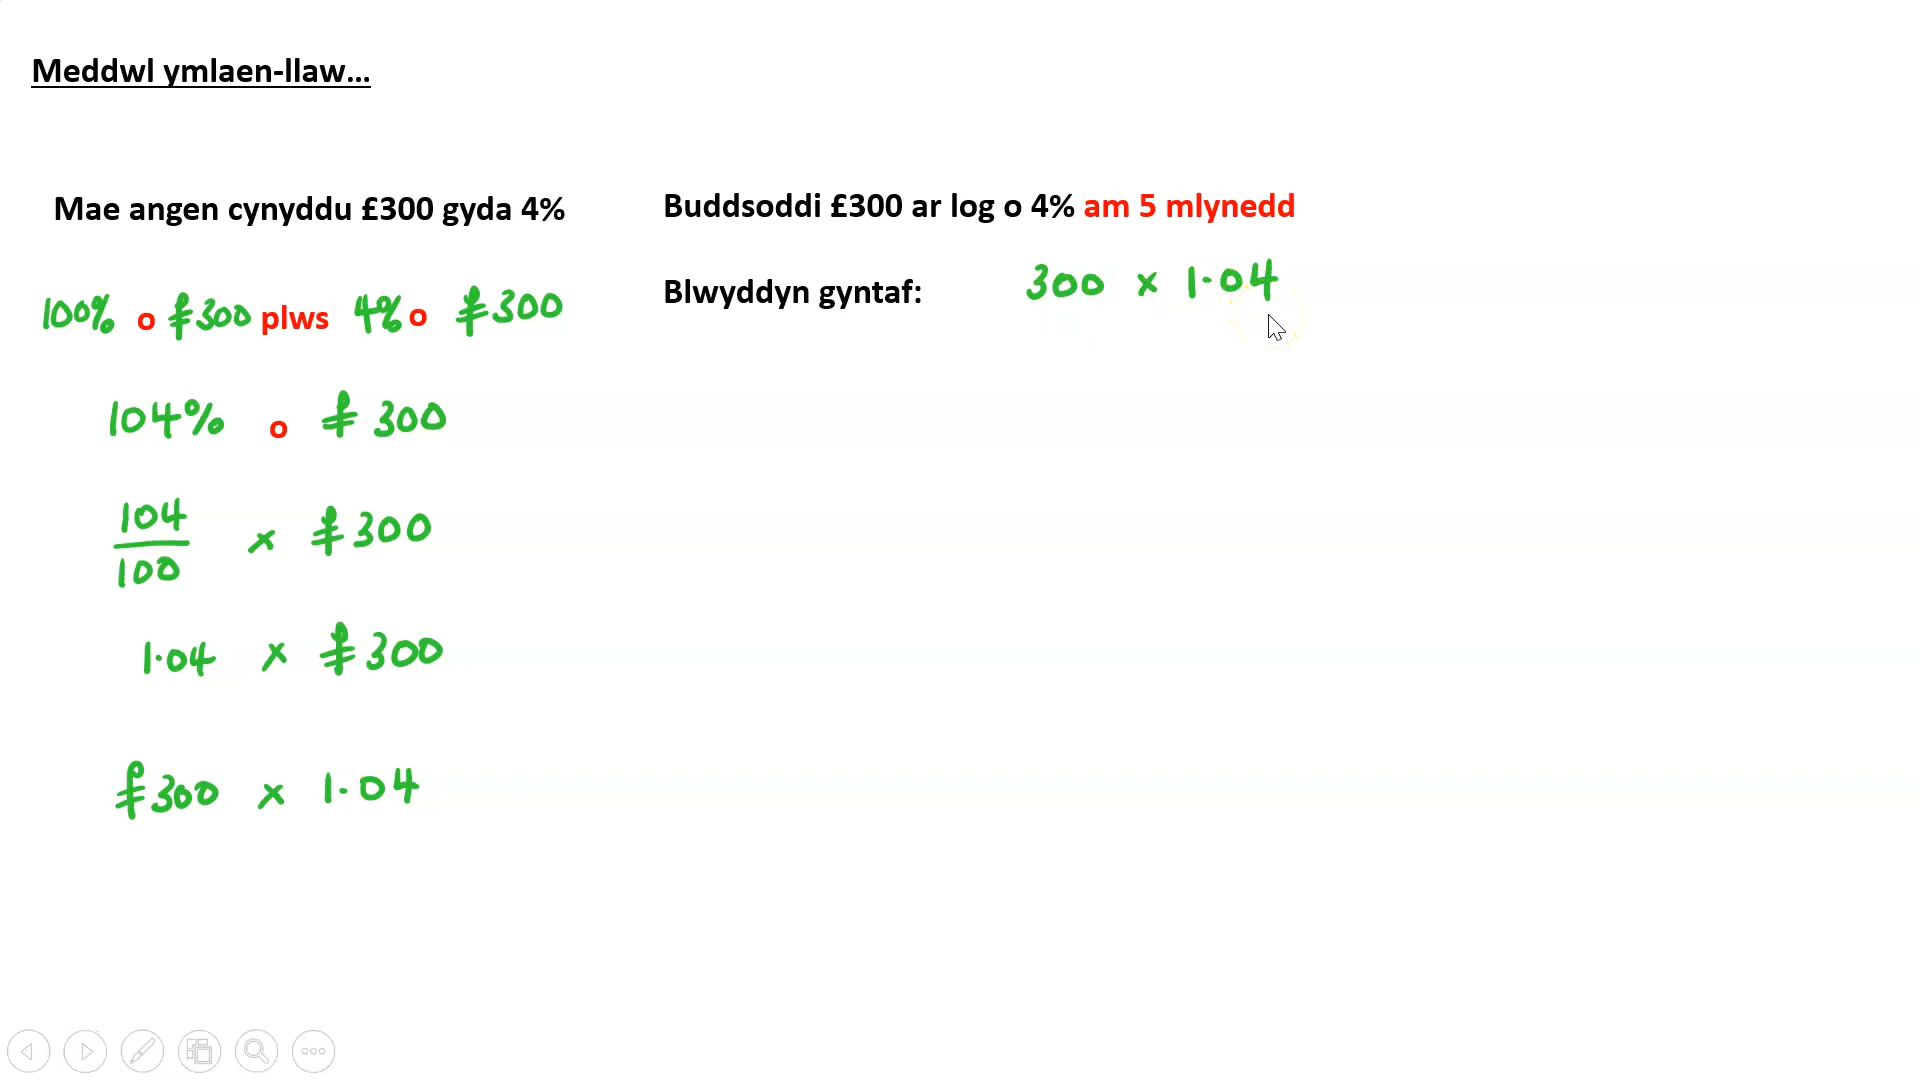 Meddwl ymlaen-llaw...
Mae angen cynyddu £300 gyda 4%
100% o £300 plws 4% o £300
104% o £300
104
100
x £300
1.04 x £300
£300 x 1.04
Buddsoddi £300 ar log o 4% am 5 mlynedd
Blwyddyn gyntaf: 300 x 1.04